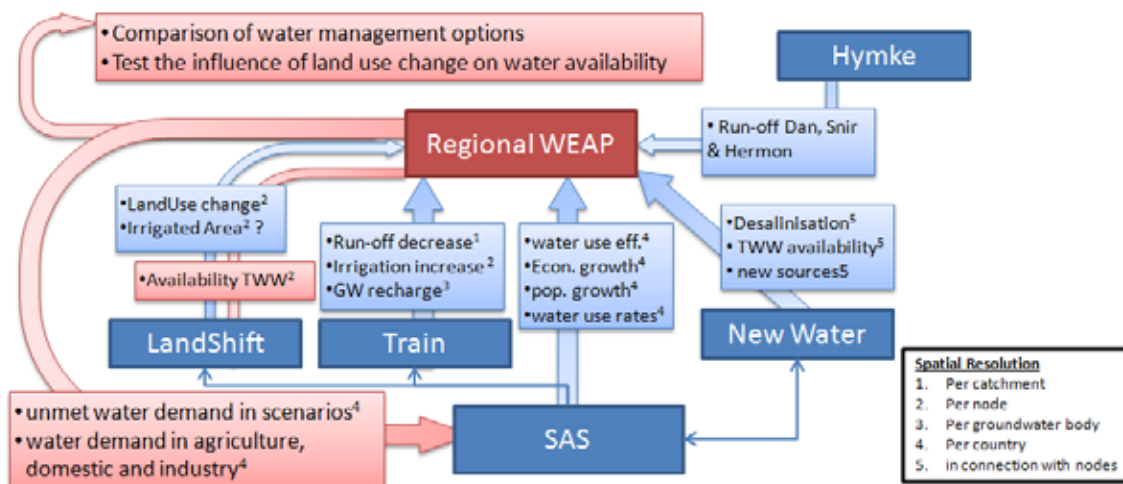 • Comparison of water management options
• Test the influence of land use change on water availability
Hymke
Regional WEAP
• Run-off Dan, Snir
& Hermon
•LandUse change²
•Irrigated Area² ?
•Availability TWW²
•Run-off decrease¹
•Irrigation increase ²
•GW recharge³
•water use eff.⁴
•Econ. growth⁴
•pop. growth⁴
•water use rates⁴
•Desalinisation⁵
• TWW availability⁵
• new sources5
LandShift
Train
New Water
• unmet water demand in scenarios⁴
• water demand in agriculture,
domestic and industry⁴
SAS
Spatial Resolution
1. Per catchment
2. Per node
3. Per groundwater body
4. Per country
5. in connection with nodes